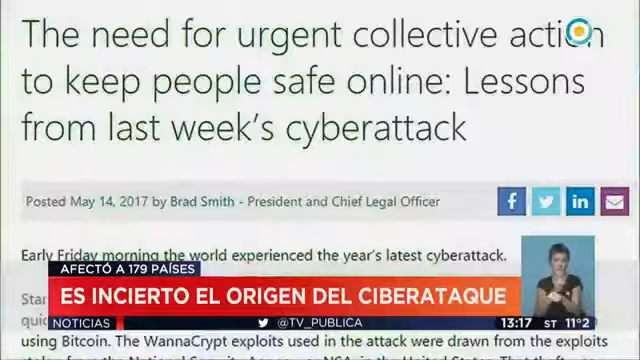 The need for urgent collective action
to keep people safe online: Lessons
from last week's cyberattack
Posted May 14, 2017 by Brad Smith - President and Chief Legal Officer
Early Friday morning the world experienced the year's latest cyberattack.
AFECTÓ A 179 PAÍSES
ES INCIERTO EL ORIGEN DEL CIBERATAQUE
NOTICIAS
@TV_PUBLICA
13:17 ST 11°2
using Bitcoin. The WannaCrypt exploits used in the attack were drawn from the exploits